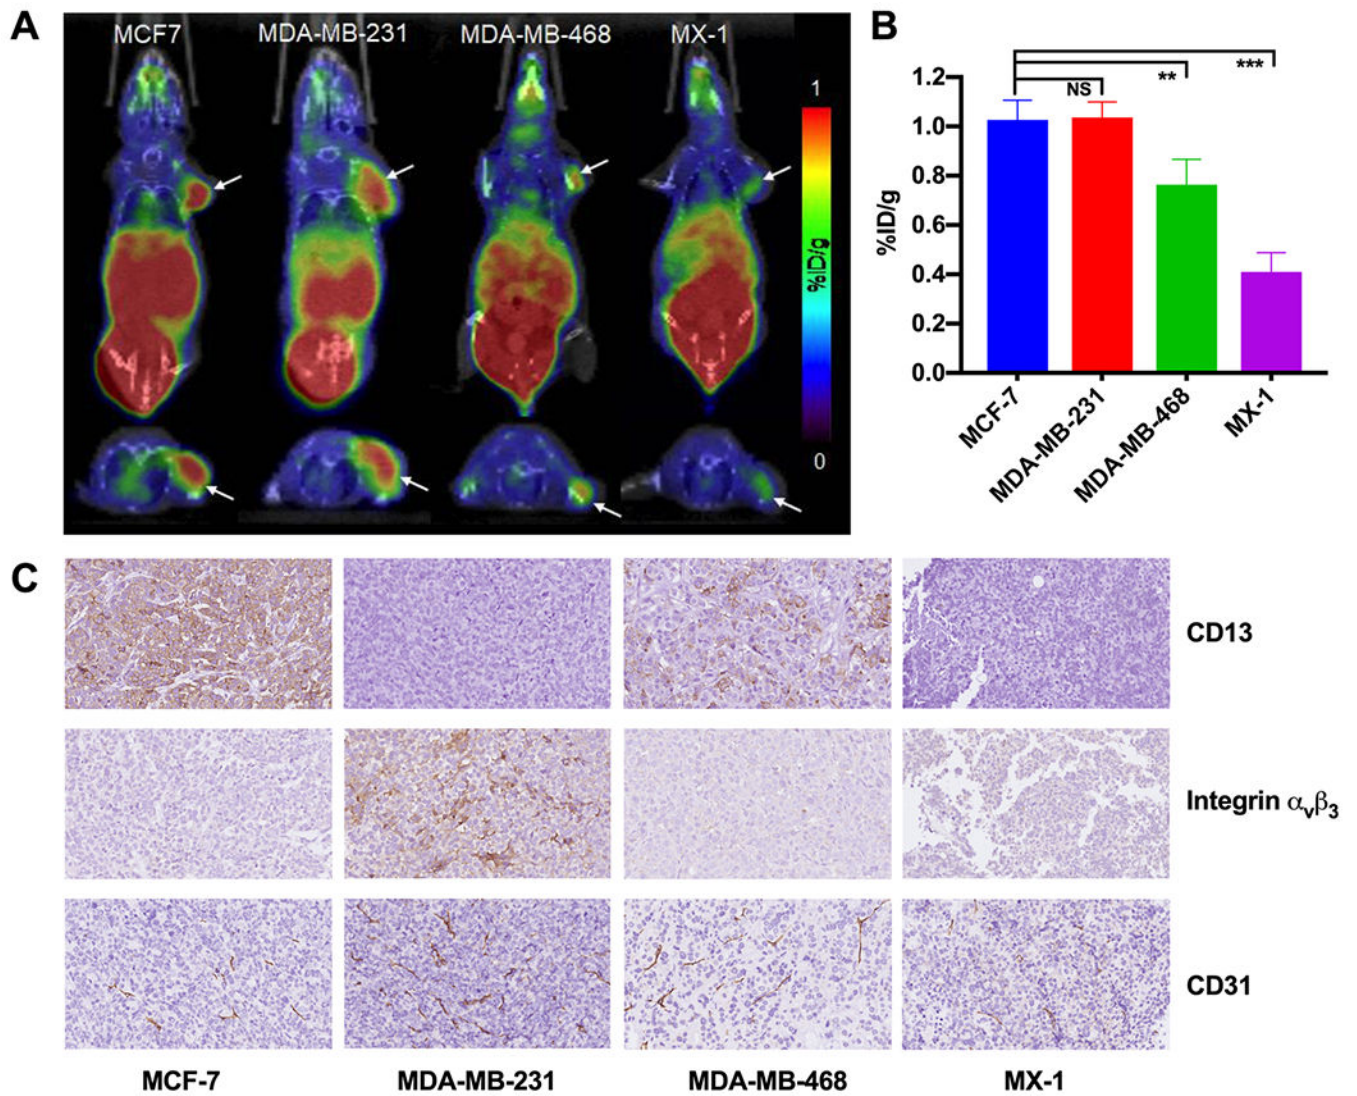 A
MCF7 MDA-MB-231 MDA-MB-468 MX-1
1
%ID/g
0
B
NS ** ***
1.2
1.0
0.8
0.6
0.4
0.2
0.0
%ID/g
MCF-7
MDA-MB-231
MDA-MB-468
MX-1
C
CD13
Integrin αvβ3
CD31
MCF-7 MDA-MB-231 MDA-MB-468 MX-1